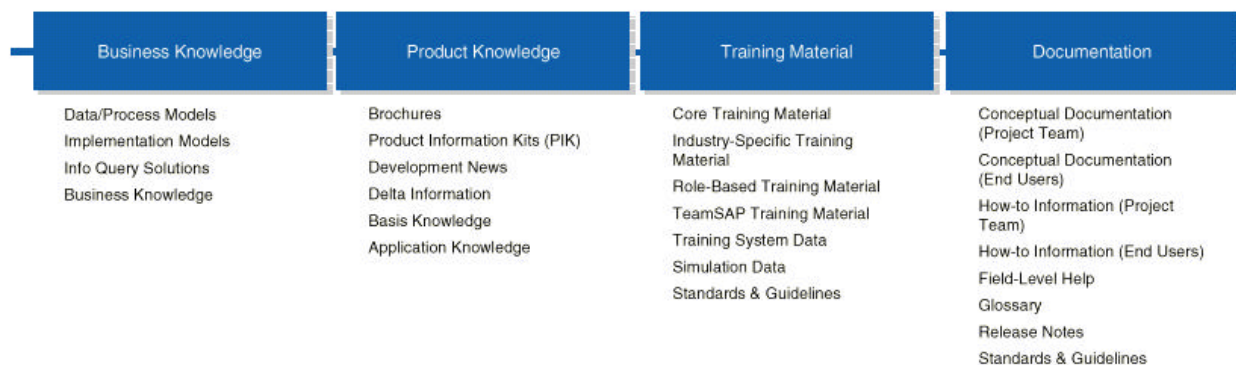 Business Knowledge
Data/Process Models
Implementation Models
Info Query Solutions
Business Knowledge
Product Knowledge
Brochures
Product Information Kits (PIK)
Development News
Delta Information
Basis Knowledge
Application Knowledge
Training Material
Core Training Material
Industry-Specific Training
Material
Role-Based Training Material
TeamSAP Training Material
Training System Data
Simulation Data
Standards & Guidelines
Documentation
Conceptual Documentation
(Project Team)
Conceptual Documentation
(End Users)
How-to Information (Project
Team)
How-to Information (End Users)
Field-Level Help
Glossary
Release Notes
Standards & Guidelines